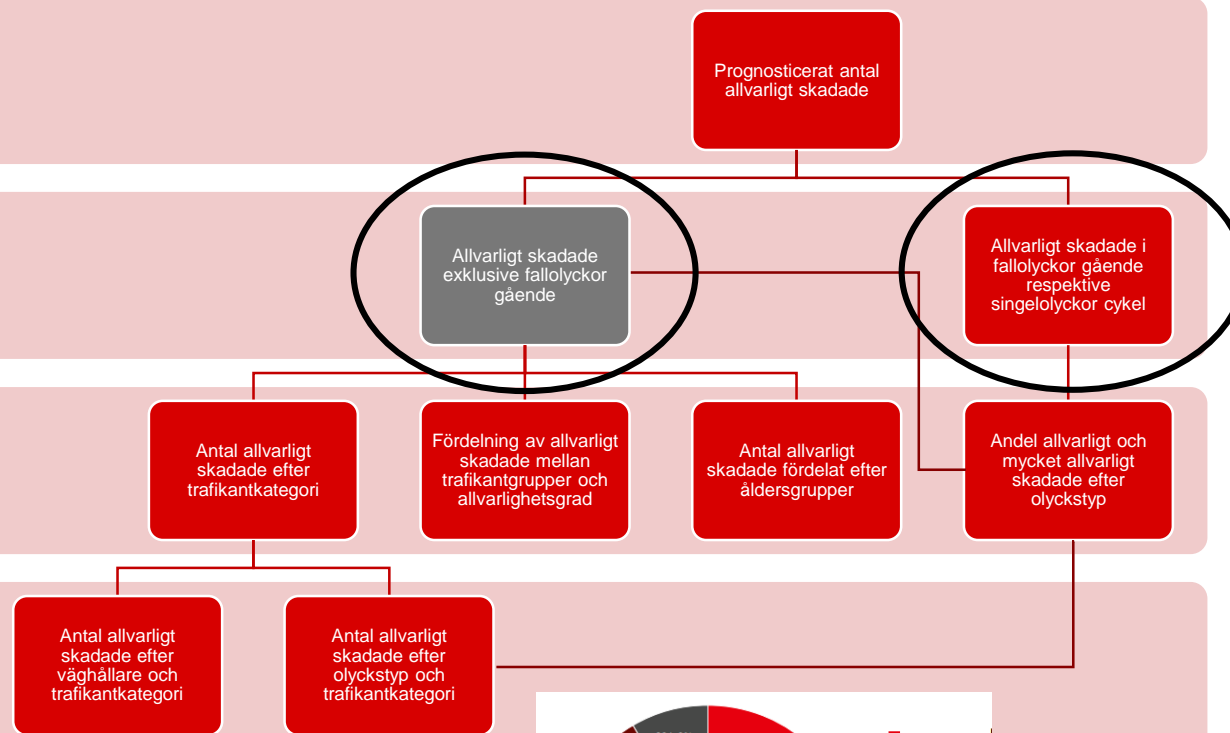 Prognosticerat antal
allvarligt skadade
Allvarligt skadade
exklusive fallolyckor
gående
Allvarligt skadade i
fallolyckor gående
respektive
singelolyckor cykel
Antal allvarligt
skadade efter
trafikantkategori
Fördelning av allvarligt
skadade mellan
trafikantgrupper och
allvarlighetsgrad
Antal allvarligt
skadade fördelat efter
åldersgrupper
Andel allvarligt och
mycket allvarligt
skadade efter
olyckstyp
Antal allvarligt
skadade efter
väghållare och
trafikantkategori
Antal allvarligt
skadade efter
olyckstyp och
trafikantkategori